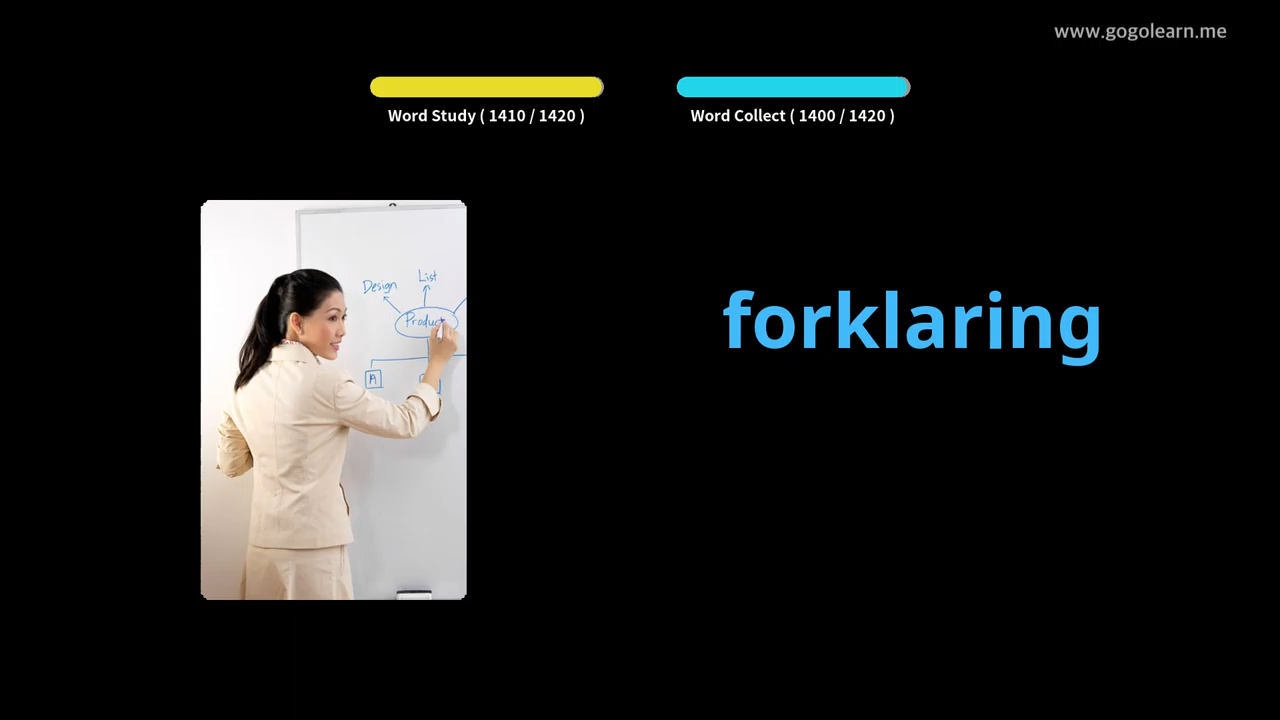 www.gogolearn.me
Word Study ( 1410 / 1420 )
Word Collect ( 1400 / 1420 )
forklaring
List
Design
Product
A